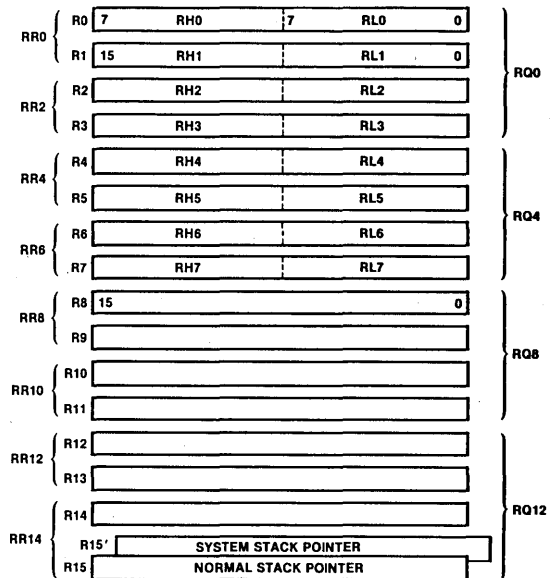 R0 7 RH0 7 RL0 0
RR0
R1 15 RH1 RL1 0
RQ0
R2 RH2 RL2
RR2
R3 RH3 RL3
R4 RH4 RL4
RR4
R5 RH5 RL5
RQ4
R6 RH6 RL6
RR6
R7 RH7 RL7
R8 15 0
RR8
R9
RQ8
R10
RR10
R11
R12
RR12
R13
R14
RQ12
RR14
R15' SYSTEM STACK POINTER
R15 NORMAL STACK POINTER